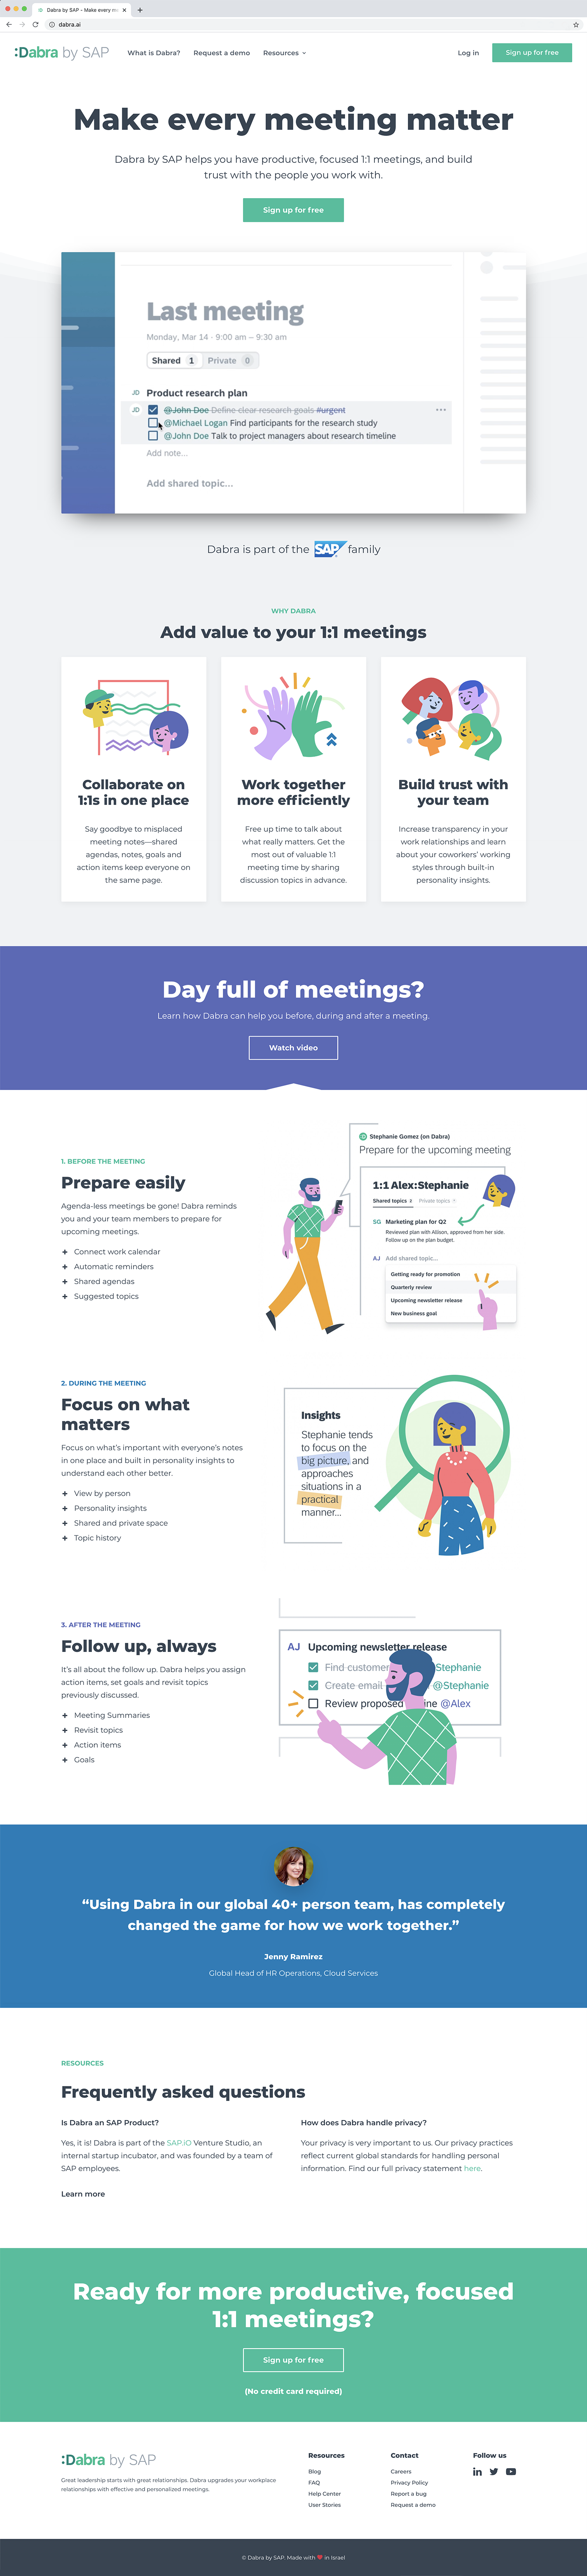 Dabra by SAP - Make every m
dabra.ai
:Dabra by SAP
What is Dabra?
Request a demo
Resources
Log in
Sign up for free
Make every meeting matter
Dabra by SAP helps you have productive, focused 1:1 meetings, and build
trust with the people you work with.
Sign up for free
Last meeting
Monday, Mar 14 · 9:00 am – 9:30 am
Shared 1 Private 0
JD Product research plan
JD @John Doe Define clear research goals #urgent
@Michael Logan Find participants for the research study
@John Doe Talk to project managers about research timeline
Add note...
Add shared topic...
Dabra is part of the SAP family
WHY DABRA
Add value to your 1:1 meetings
Collaborate on
1:1s in one place
Say goodbye to misplaced
meeting notes—shared
agendas, notes, goals and
action items keep everyone on
the same page.
Work together
more efficiently
Free up time to talk about
what really matters. Get the
most out of valuable 1:1
meeting time by sharing
discussion topics in advance.
Build trust with
your team
Increase transparency in your
work relationships and learn
about your coworkers' working
styles through built-in
personality insights.
Day full of meetings?
Learn how Dabra can help you before, during and after a meeting.
Watch video
1. BEFORE THE MEETING
Prepare easily
Agenda-less meetings be gone! Dabra reminds
you and your team members to prepare for
upcoming meetings.
+ Connect work calendar
+ Automatic reminders
+ Shared agendas
+ Suggested topics
Stephanie Gomez (on Dabra)
Prepare for the upcoming meeting
1:1 Alex:Stephanie
Shared topics 2 Private topics
SG Marketing plan for Q2
Reviewed plan with Allison, approved from her side.
Follow up on the plan budget.
AJ Add shared topic...
Getting ready for promotion
Quarterly review
Upcoming newsletter release
New business goal
2. DURING THE MEETING
Focus on what
matters
Focus on what's important with everyone's notes
in one place and built in personality insights to
understand each other better.
+ View by person
+ Personality insights
+ Shared and private space
+ Topic history
Insights
Stephanie tends
to focus on the
big picture, and
approaches
situations in a
practical
manner...
3. AFTER THE MEETING
Follow up, always
It's all about the follow up. Dabra helps you assign
action items, set goals and revisit topics
previously discussed.
+ Meeting Summaries
+ Revisit topics
+ Action items
+ Goals
AJ Upcoming newsletter release
Find customer Stephanie
Create email @Stephanie
Review proposed ne @Alex
“Using Dabra in our global 40+ person team, has completely
changed the game for how we work together.”
Jenny Ramirez
Global Head of HR Operations, Cloud Services
RESOURCES
Frequently asked questions
Is Dabra an SAP Product?
Yes, it is! Dabra is part of the SAP.iO Venture Studio, an
internal startup incubator, and was founded by a team of
SAP employees.
Learn more
How does Dabra handle privacy?
Your privacy is very important to us. Our privacy practices
reflect current global standards for handling personal
information. Find our full privacy statement here.
Ready for more productive, focused
1:1 meetings?
Sign up for free
(No credit card required)
:Dabra by SAP
Great leadership starts with great relationships. Dabra upgrades your workplace
relationships with effective and personalized meetings.
Resources
Blog
FAQ
Help Center
User Stories
Contact
Careers
Privacy Policy
Report a bug
Request a demo
Follow us
© Dabra by SAP. Made with ❤ in Israel